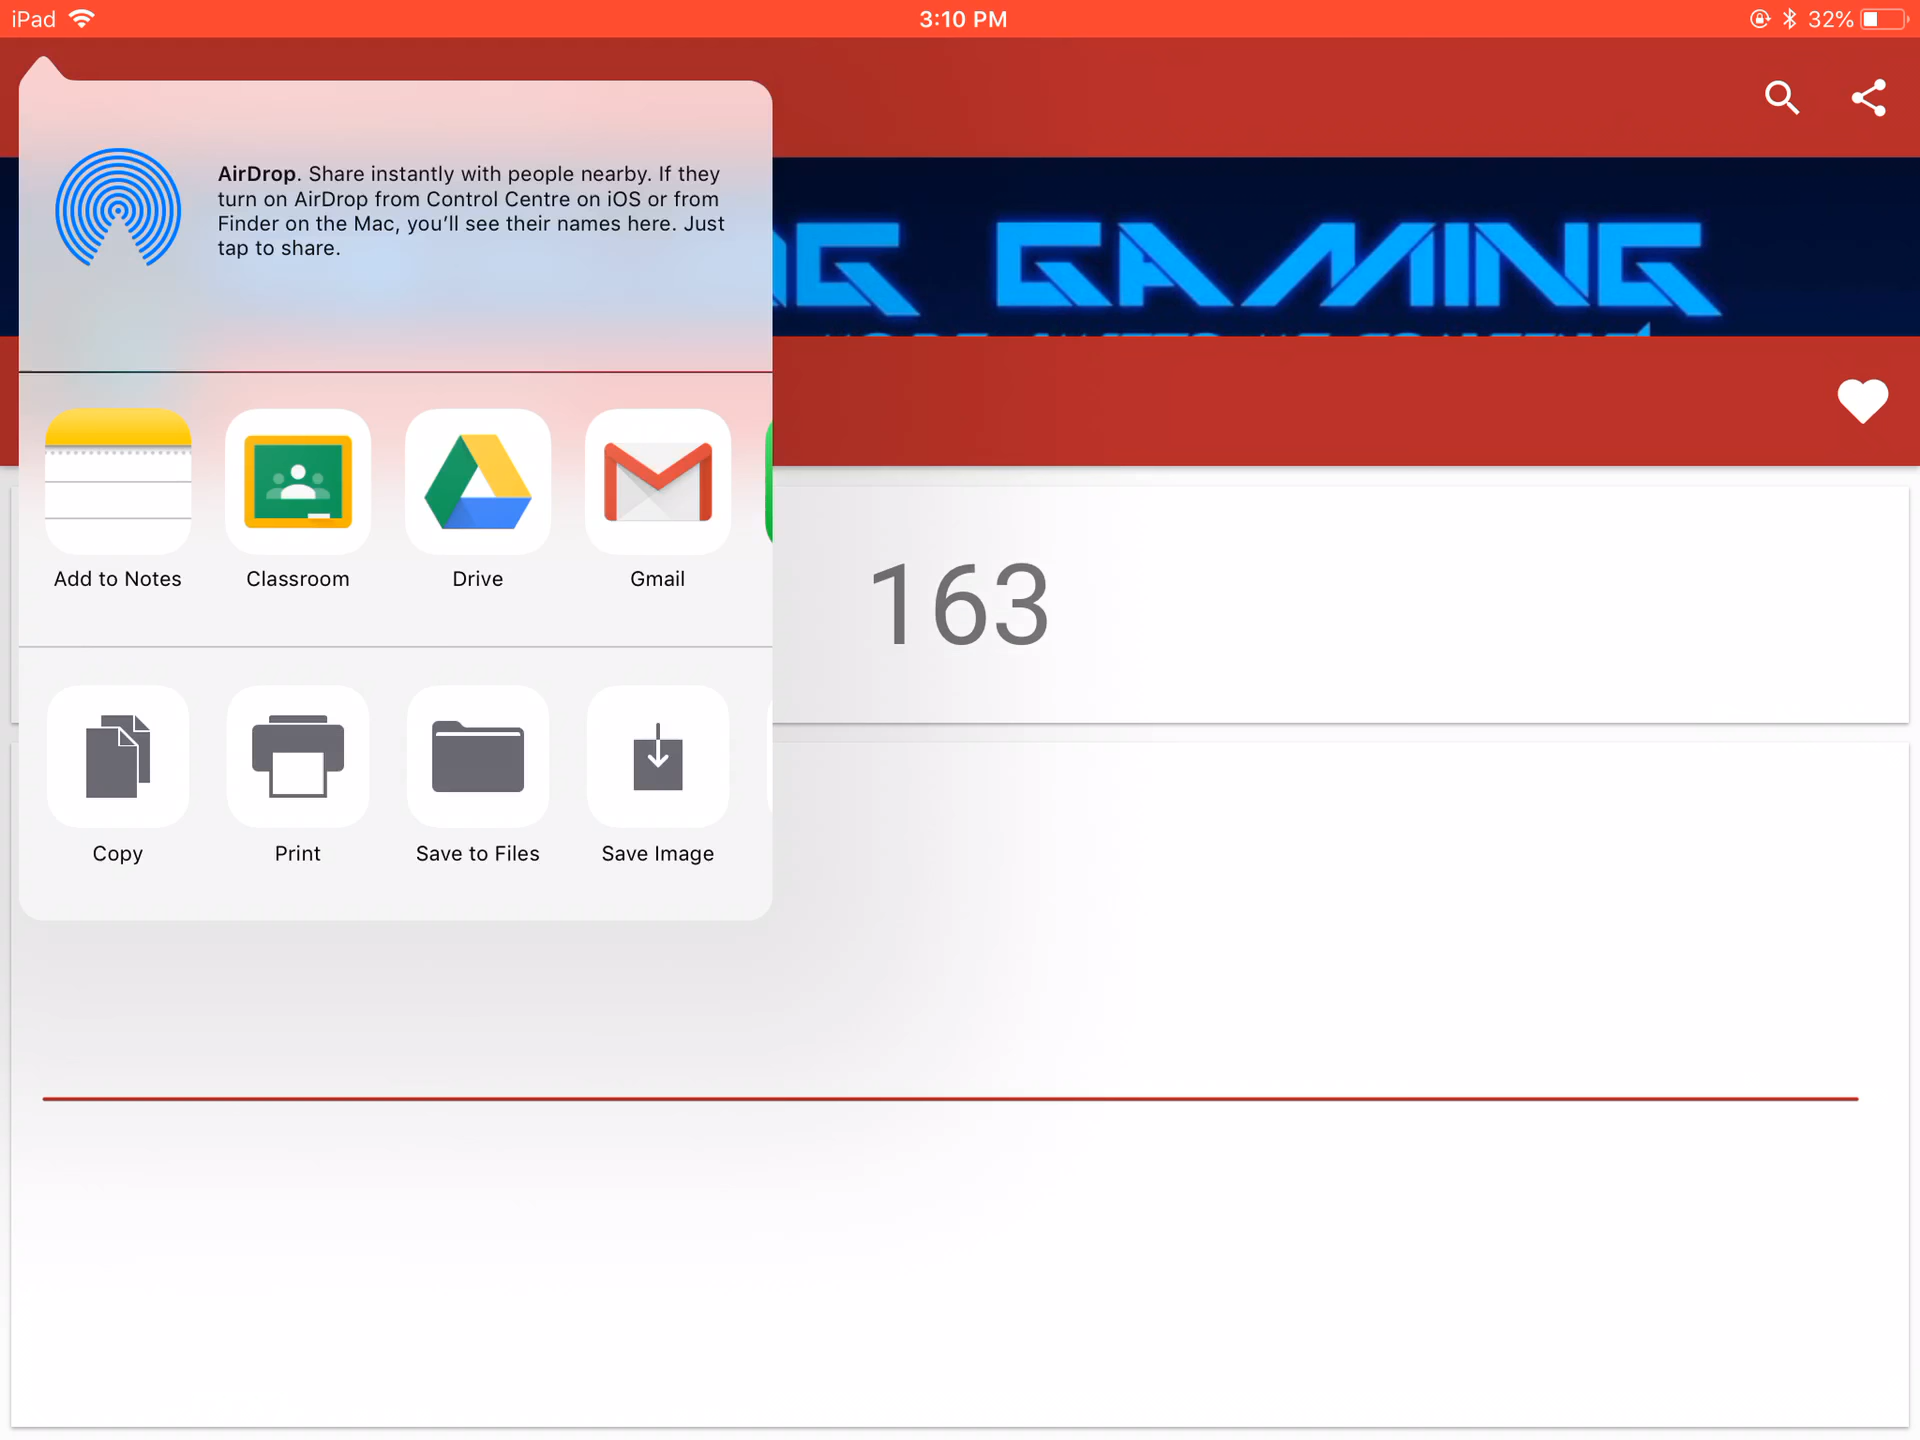 iPad 3:10 PM 32%
AirDrop. Share instantly with people nearby. If they
turn on AirDrop from Control Centre on iOS or from
Finder on the Mac, you'll see their names here. Just
tap to share.
GAMING
Add to Notes Classroom Drive Gmail
163
Copy Print Save to Files Save Image